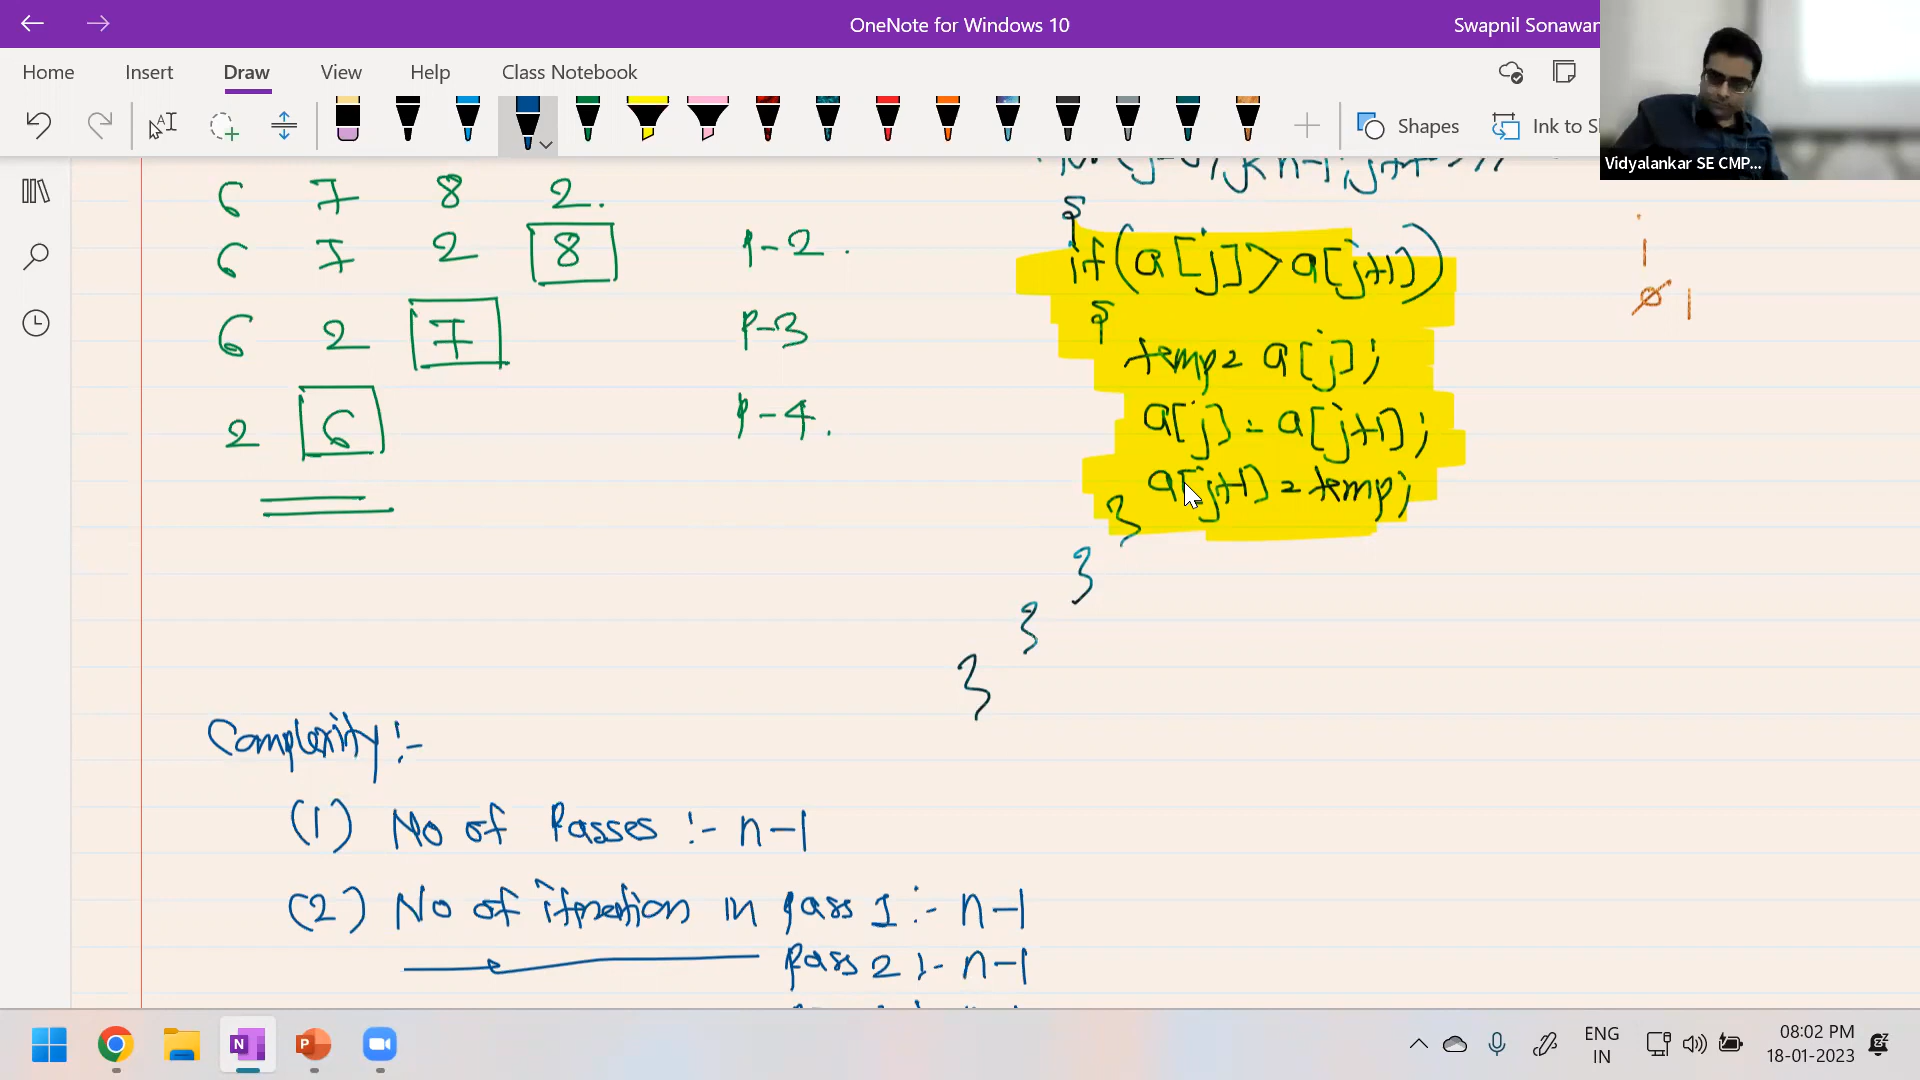 OneNote for Windows 10
Swapnil Sonawar
Home Insert Draw View Help Class Notebook
Shapes
Ink to S
Vidyalankar SE CMP...
6 7 8 2.
6 7 2 8 P-2.
6 2 7 P-3
2 6 P-4.
j<n-1; j++
{
if(a[j]>a[j+1])
{
temp= a[j];
a[j]=a[j+1];
a[j+1]=temp;
}
}
}
}
1
0 1
Complexity:-
(1) No of Passes :- n-1
(2) No of iteration in pass 1 :- n-1
pass 2 :- n-1
ENG
IN
08:02 PM
18-01-2023